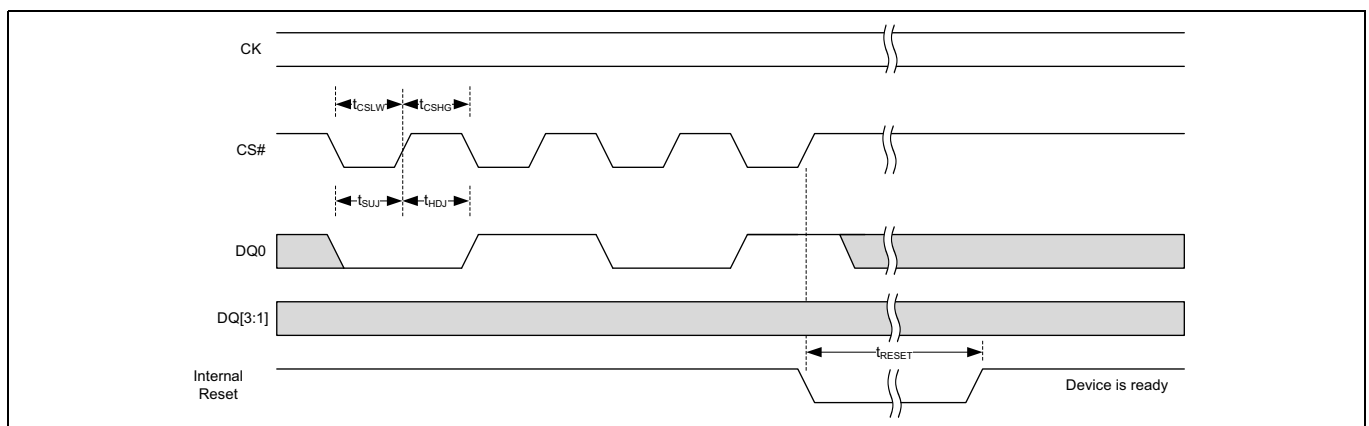 CK
tCSLW
tCSHG
CS#
tSUJ
tHDJ
DQ0
DQ[3:1]
tRESET
Internal
Reset
Device is ready